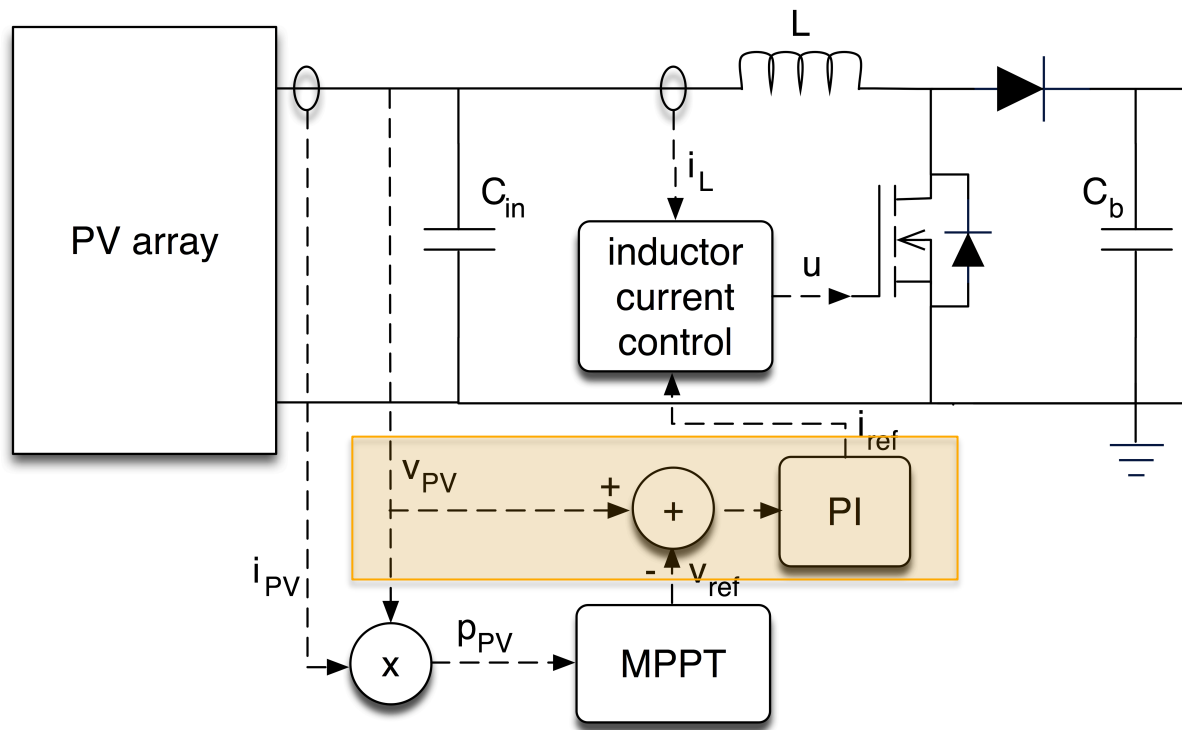 L
i_L
C_in
C_b
PV array
inductor
current
control
u
i_ref
v_PV
+
+
PI
-
v_ref
i_PV
p_PV
x
MPPT